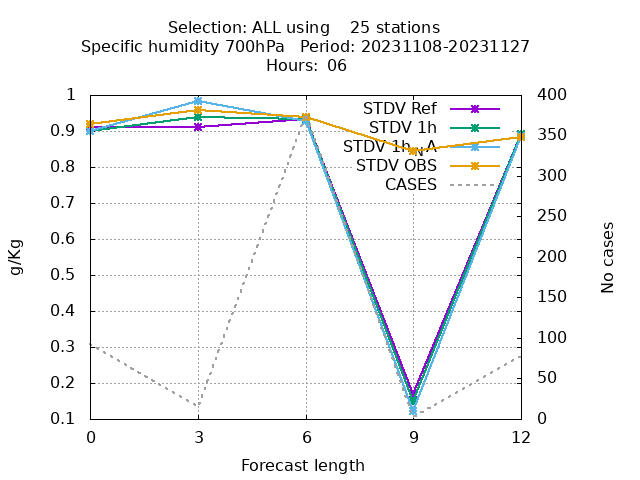 Selection: ALL using 25 stations
Specific humidity 700hPa Period: 20231108-20231127
Hours: 06
1
0.9
0.8
0.7
0.6
0.5
0.4
0.3
0.2
0.1
400
350
300
250
200
150
100
50
0
g/Kg
No cases
STDV Ref
STDV 1h
STDV 1h A
STDV OBS
CASES
0 3 6 9 12
Forecast length